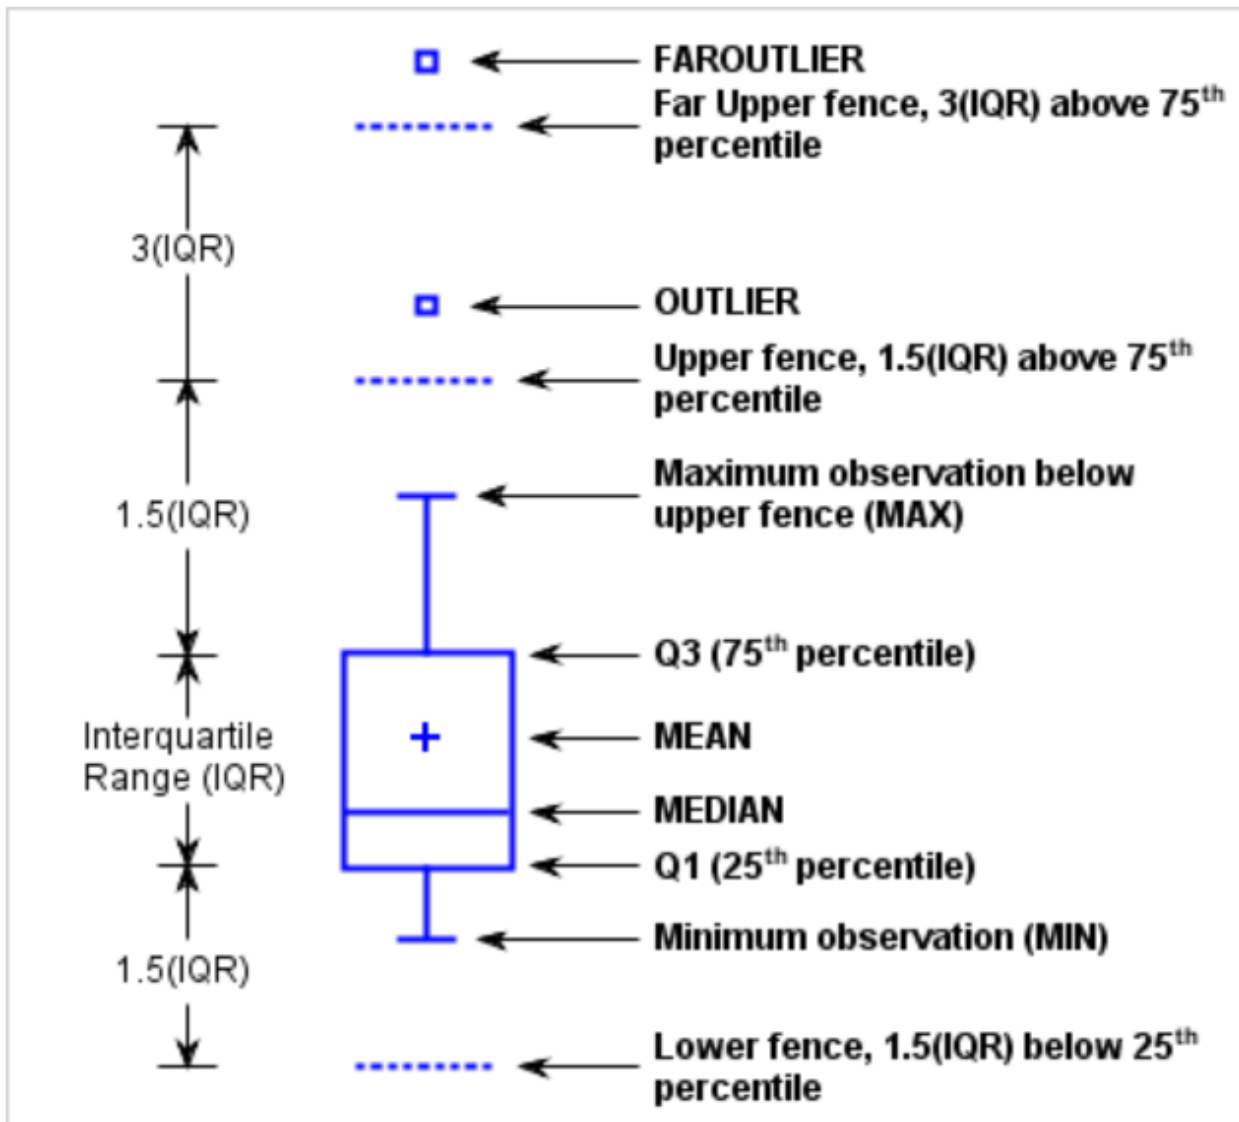 FAROUTLIER
Far Upper fence, 3(IQR) above 75th
percentile
3(IQR)
OUTLIER
Upper fence, 1.5(IQR) above 75th
percentile
Maximum observation below
upper fence (MAX)
1.5(IQR)
Q3 (75th percentile)
Interquartile
Range (IQR)
MEAN
MEDIAN
Q1 (25th percentile)
Minimum observation (MIN)
1.5(IQR)
Lower fence, 1.5(IQR) below 25th
percentile